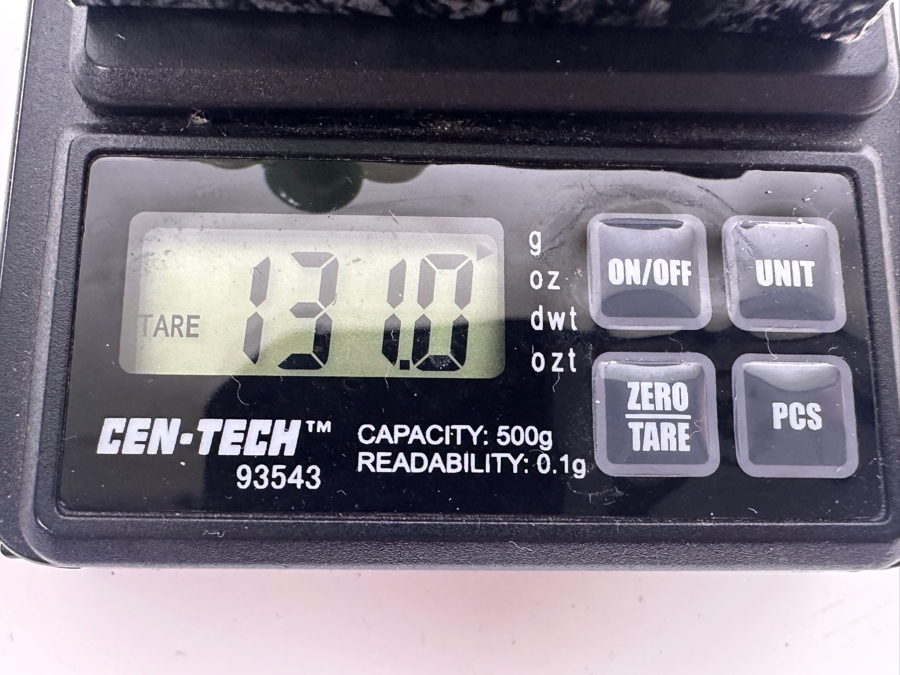 TARE 131.0
g
oz
dwt
ozt
ON/OFF
UNIT
ZERO
TARE
PCS
CEN-TECH™
93543
CAPACITY: 500g
READABILITY: 0.1g